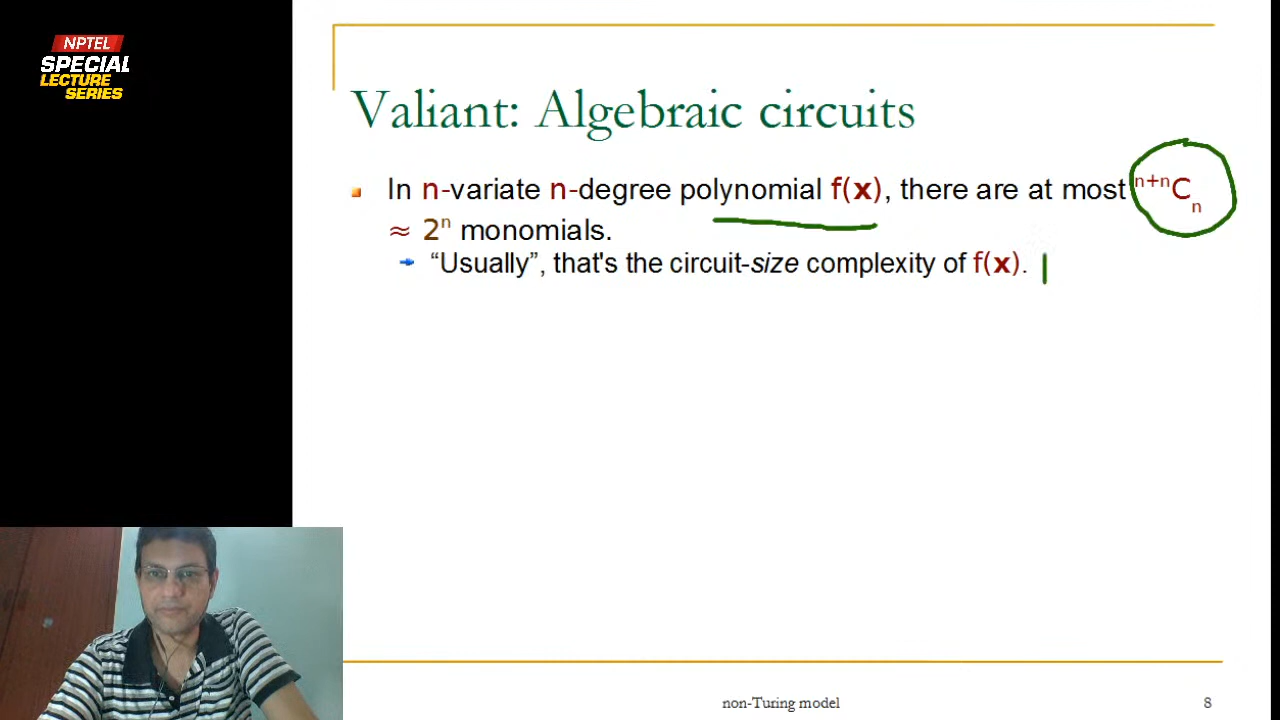 NPTEL
SPECIAL
LECTURE
SERIES
Valiant: Algebraic circuits
In n-variate n-degree polynomial f(x), there are at most ⁿ⁺ⁿCₙ
≈ 2ⁿ monomials.
“Usually”, that's the circuit-size complexity of f(x).
non-Turing model
8